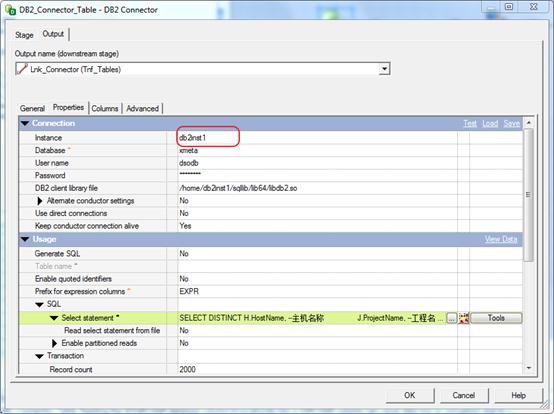 DB2_Connector_Table - DB2 Connector
Stage Output
Output name (downstream stage)
Lnk_Connector (Tnf_Tables)
General Properties Columns Advanced
Connection Test Load Save
Instance db2inst1
Database * xmeta
User name dsodb
Password ********
DB2 client library file /home/db2inst1/sqllib/lib64/libdb2.so
Alternate conductor settings No
Use direct connections No
Keep conductor connection alive Yes
Usage View Data
Generate SQL No
Table name *
Enable quoted identifiers No
Prefix for expression columns * EXPR
SQL
Select statement * SELECT DISTINCT H.HostName, --主机名称 J.ProjectName, --工程名 ... ... Tools
Read select statement from file No
Enable partitioned reads No
Transaction
Record count 2000
OK Cancel Help